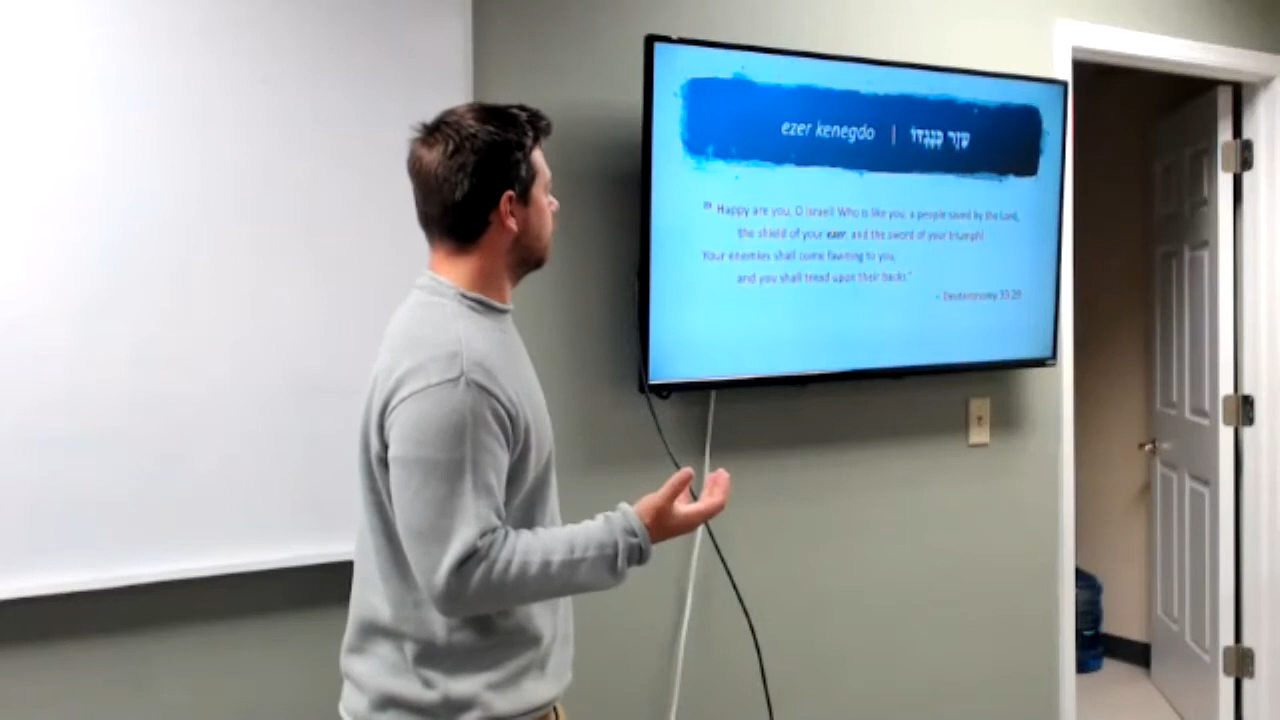 ezer kenegdo | עֵזֶר כְּנֶגְדּוֹ
29 Happy are you, O Israel! Who is like you, a people saved by the Lord,
the shield of your ezer, and the sword of your triumph!
Your enemies shall come fawning to you,
and you shall tread upon their backs."
- Deuteronomy 33:29